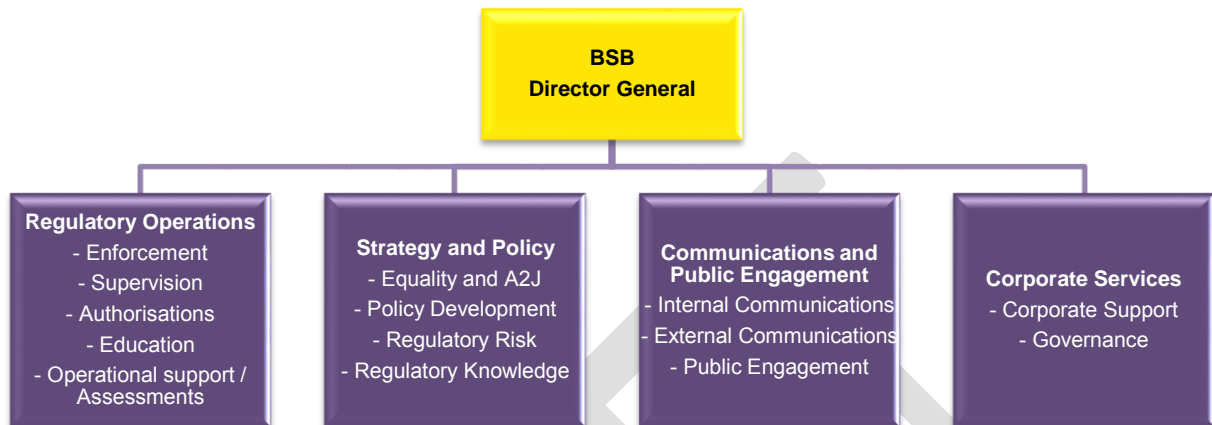 BSB
Director General
Regulatory Operations
- Enforcement
- Supervision
- Authorisations
- Education
- Operational support /
Assessments
Strategy and Policy
- Equality and A2J
- Policy Development
- Regulatory Risk
- Regulatory Knowledge
Communications and
Public Engagement
- Internal Communications
- External Communications
- Public Engagement
Corporate Services
- Corporate Support
- Governance